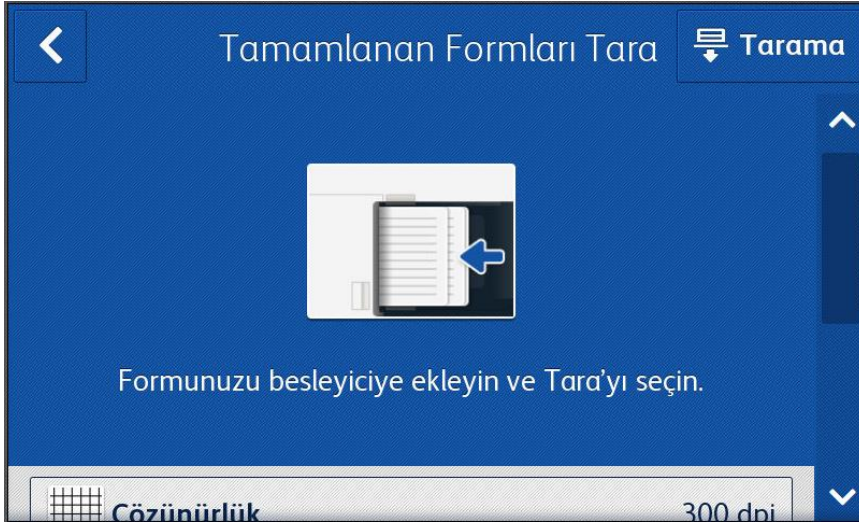 Tamamlanan Formları Tara
Tarama
Formunuzu besleyiciye ekleyin ve Tara’yı seçin.
Çözünürlük
300 dpi